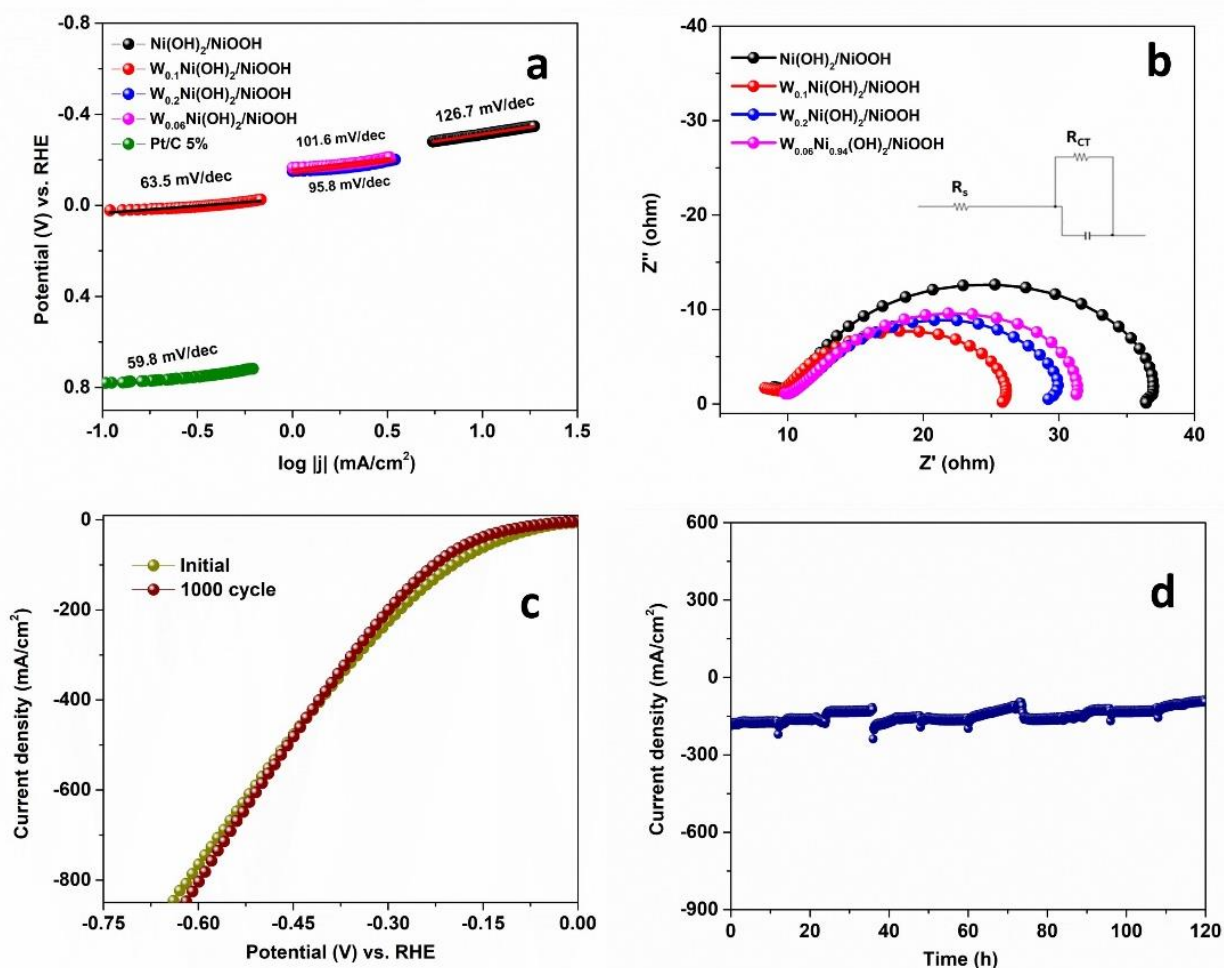 a
Ni(OH)₂/NiOOH
W₀.₁Ni(OH)₂/NiOOH
W₀.₂Ni(OH)₂/NiOOH
W₀.₀₆Ni(OH)₂/NiOOH
Pt/C 5%
126.7 mV/dec
101.6 mV/dec
95.8 mV/dec
63.5 mV/dec
59.8 mV/dec
-0.8
-0.4
0.0
0.4
0.8
Potential (V) vs. RHE
-1.0 -0.5 0.0 0.5 1.0 1.5
log |j| (mA/cm²)
b
Ni(OH)₂/NiOOH
W₀.₁Ni(OH)₂/NiOOH
W₀.₂Ni(OH)₂/NiOOH
W₀.₀₆Ni₀.₉₄(OH)₂/NiOOH
R_CT
R_s
-40
-30
-20
-10
0
Z'' (ohm)
10 20 30 40
Z' (ohm)
c
Initial
1000 cycle
0
-200
-400
-600
-800
Current density (mA/cm²)
-0.75 -0.60 -0.45 -0.30 -0.15 0.00
Potential (V) vs. RHE
d
600
300
0
-300
-600
-900
Current density (mA/cm²)
0 20 40 60 80 100 120
Time (h)